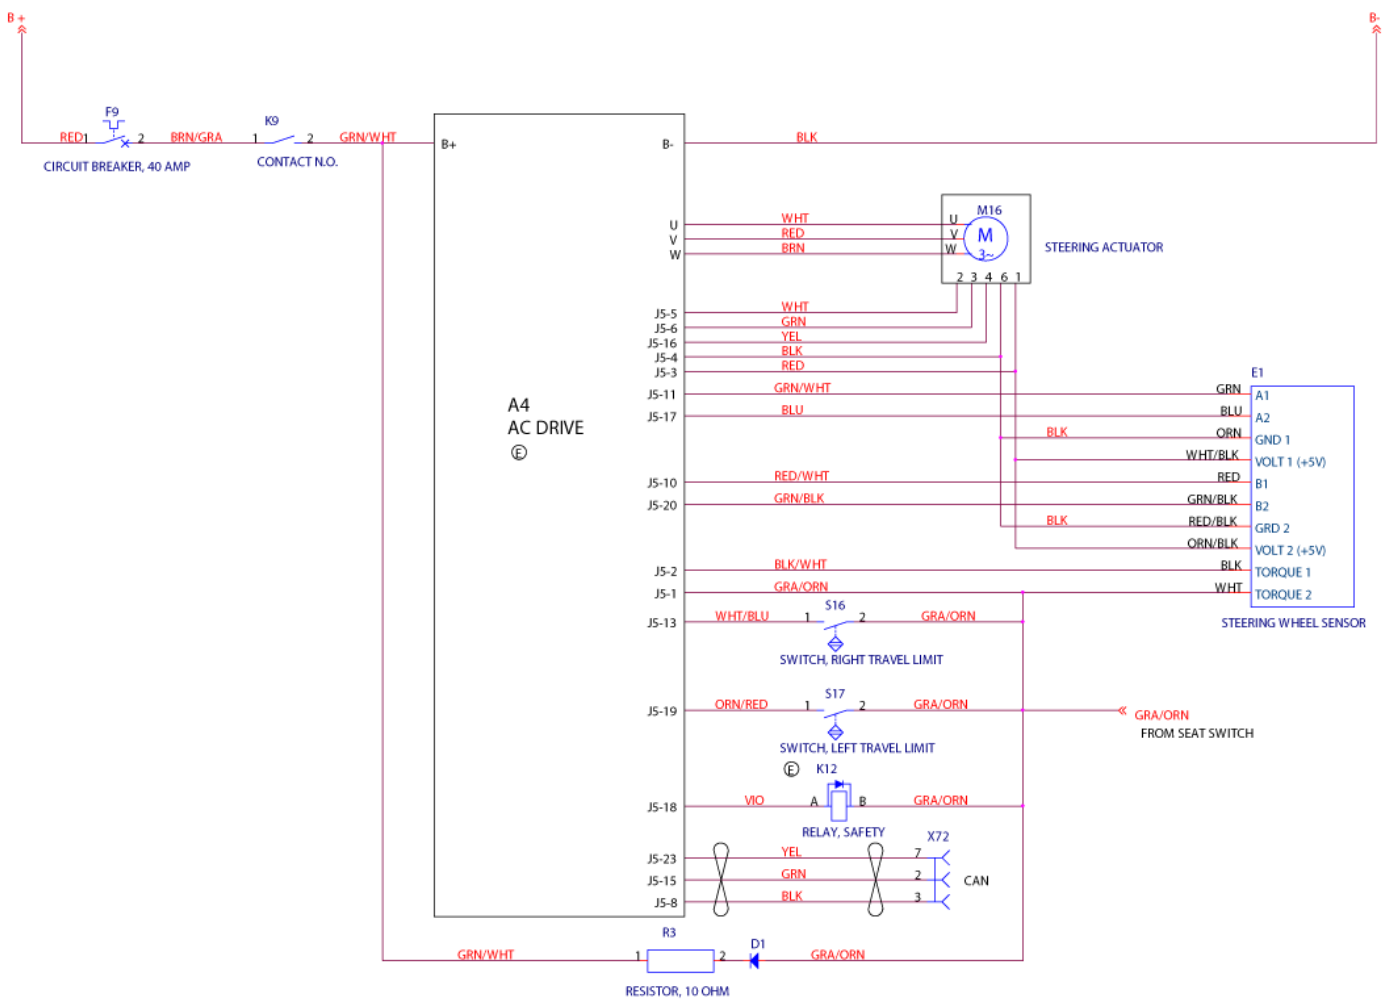 B +
B-
F9
K9
RED 1 2 BRN/GRA 1 2 GRN/WHT
B+
B-
BLK
CIRCUIT BREAKER, 40 AMP
CONTACT N.O.
M16
U WHT U
V RED V
W BRN W
M
3~
STEERING ACTUATOR
2 3 4 6 1
J5-5 WHT
J5-6 GRN
J5-16 YEL
J5-4 BLK
J5-3 RED
E1
J5-11 GRN/WHT GRN A1
A4
AC DRIVE
E
J5-17 BLU BLU A2
BLK ORN GND 1
WHT/BLK VOLT 1 (+5V)
J5-10 RED/WHT RED B1
J5-20 GRN/BLK GRN/BLK B2
BLK RED/BLK GRD 2
ORN/BLK VOLT 2 (+5V)
J5-2 BLK/WHT BLK TORQUE 1
J5-1 GRA/ORN WHT TORQUE 2
S16
J5-13 WHT/BLU 1 2 GRA/ORN
STEERING WHEEL SENSOR
SWITCH, RIGHT TRAVEL LIMIT
S17
J5-19 ORN/RED 1 2 GRA/ORN
GRA/ORN
FROM SEAT SWITCH
SWITCH, LEFT TRAVEL LIMIT
E K12
J5-18 VIO A B GRA/ORN
RELAY, SAFETY
X72
J5-23 YEL 7
J5-15 GRN 2 CAN
J5-8 BLK 3
R3
D1
GRN/WHT 1 2 GRA/ORN
RESISTOR, 10 OHM